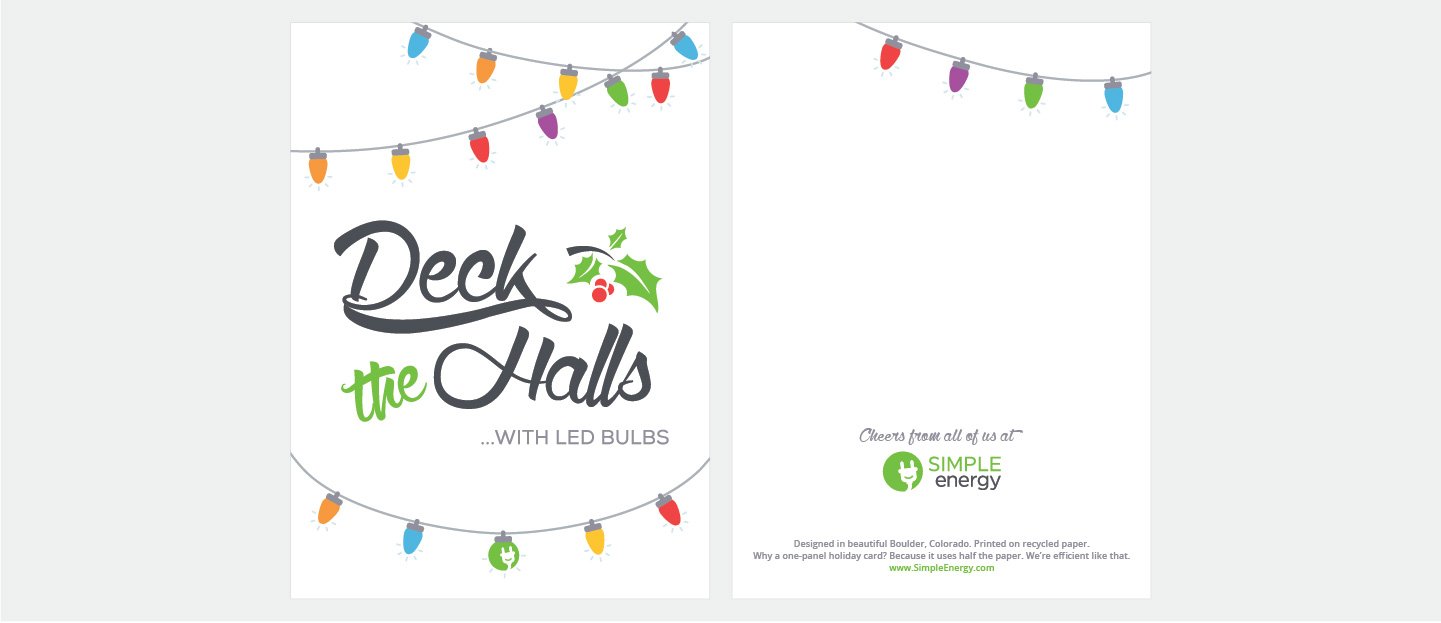 Deck
the Halls
...WITH LED BULBS
Cheers from all of us at
SIMPLE
energy
Designed in beautiful Boulder, Colorado. Printed on recycled paper.
Why a one-panel holiday card? Because it uses half the paper. We're efficient like that.
www.SimpleEnergy.com